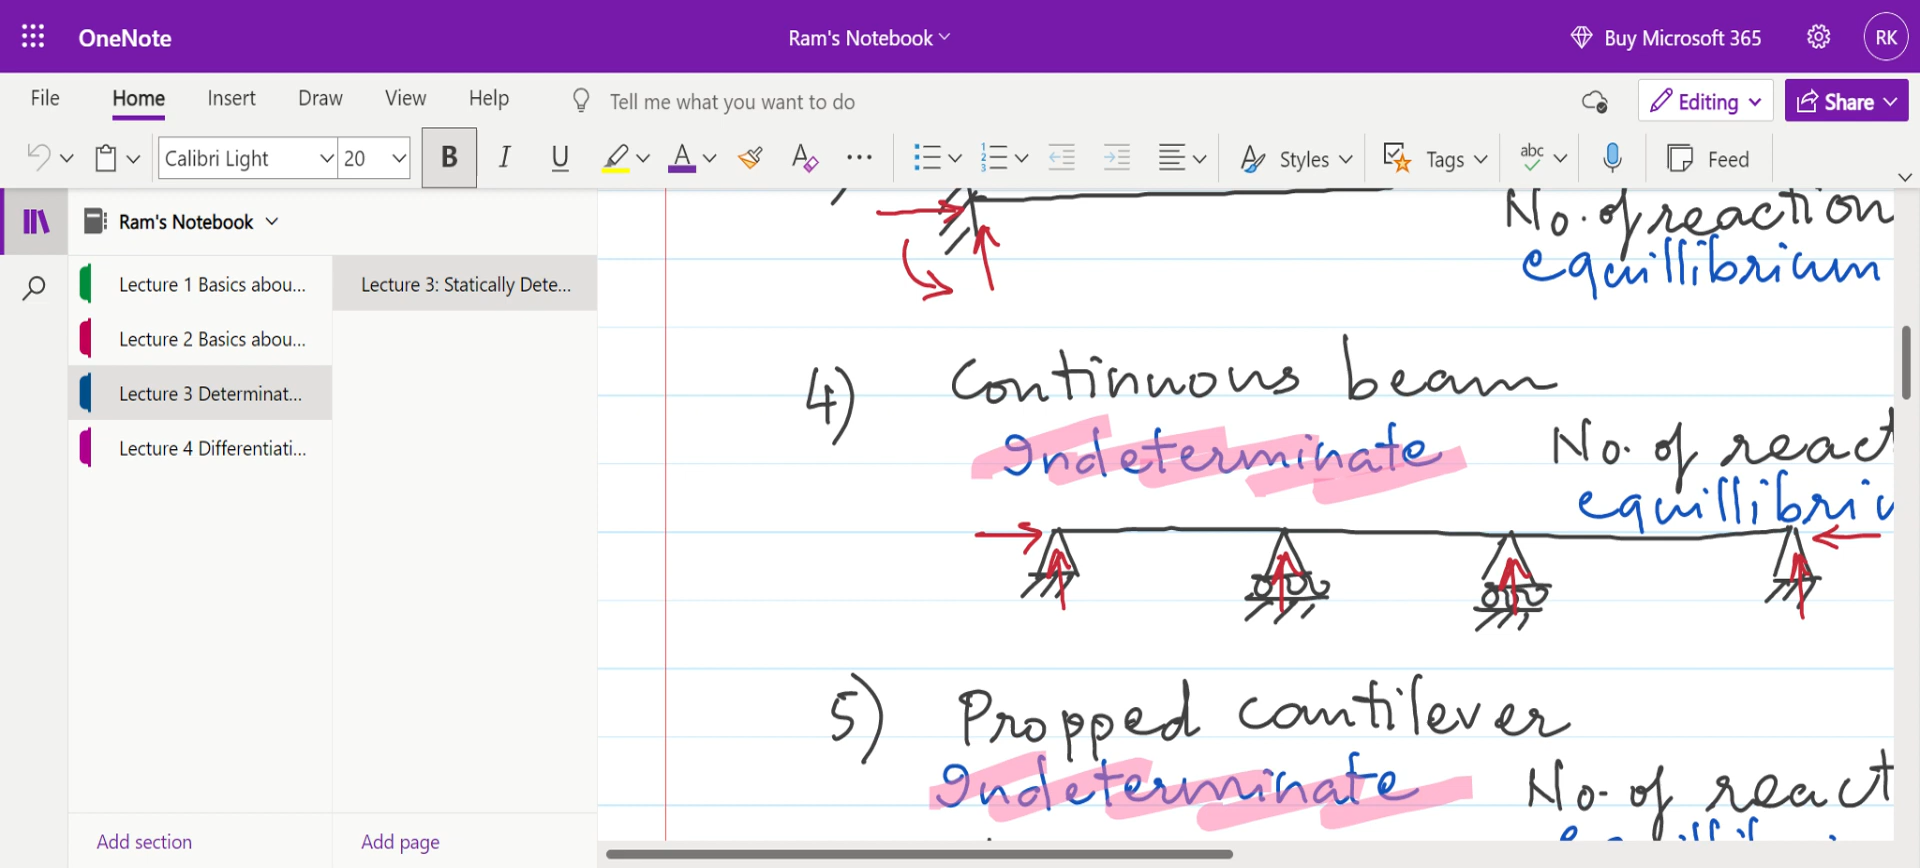 OneNote
Ram's Notebook
Buy Microsoft 365
RK
File
Home
Insert
Draw
View
Help
Tell me what you want to do
Editing
Share
Calibri Light
20
B
I
U
A
A
Styles
Tags
abc
Feed
Ram's Notebook
Lecture 1 Basics abou...
Lecture 2 Basics abou...
Lecture 3 Determinat...
Lecture 4 Differentiati...
Add section
Lecture 3: Statically Dete...
Add page
No. of reaction
equillibrium
4) Continuous beam
Indeterminate
No. of react
equillibriu
5) Propped cantilever
Indeterminate
No. of react